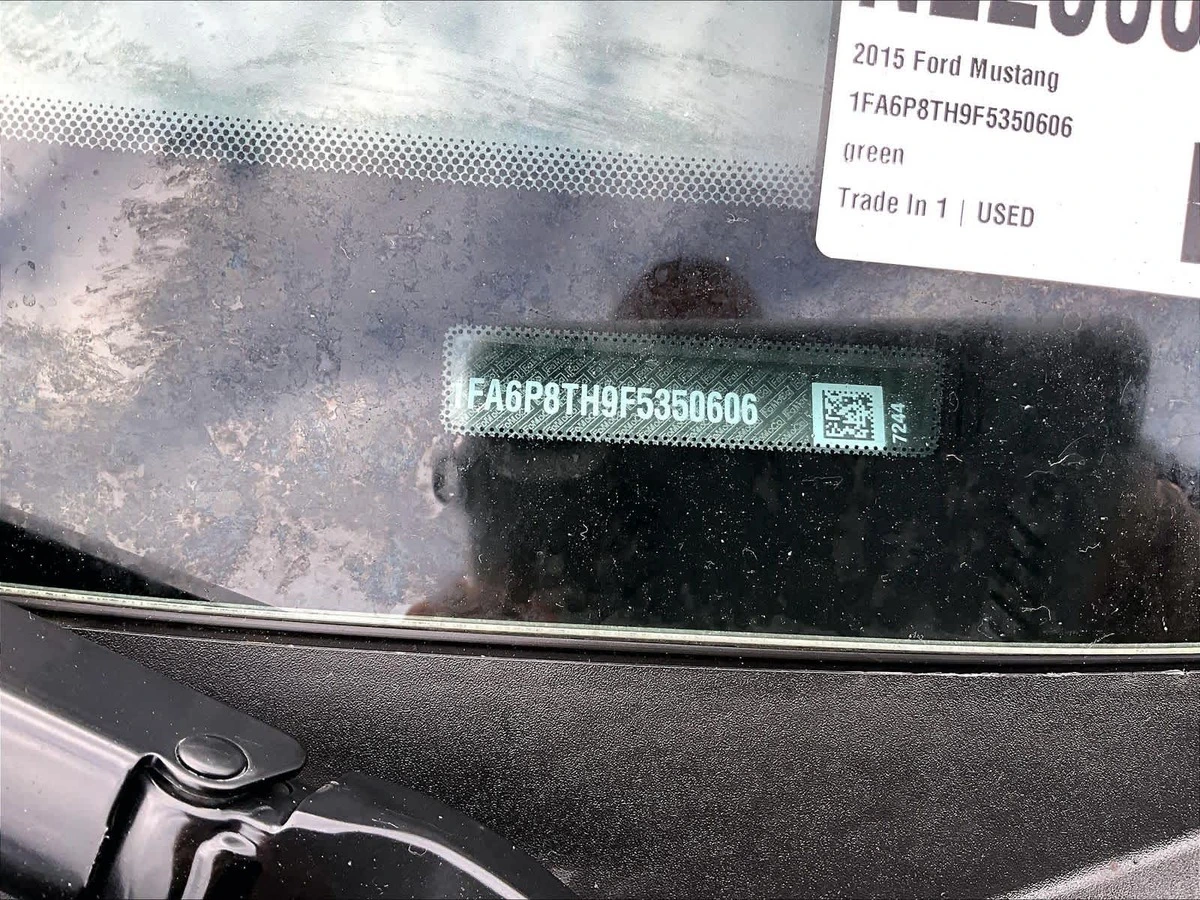 2015 Ford Mustang
1FA6P8TH9F5350606
green
Trade In 1 | USED
1FA6P8TH9F5350606
7244